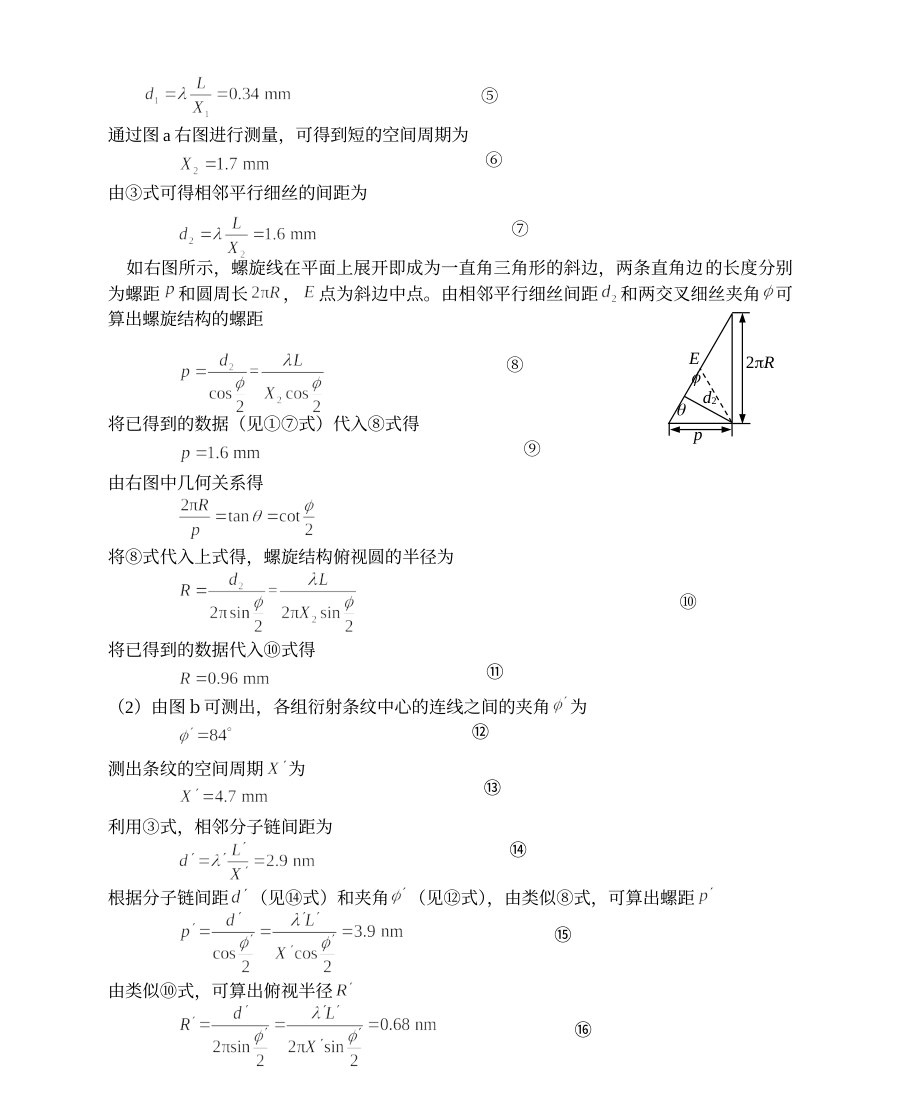 d₁ =λ L/X₁ =0.34 mm ⑤
通过图 a 右图进行测量，可得到短的空间周期为
X₂ =1.7 mm ⑥
由③式可得相邻平行细丝的间距为
d₂ =λ L/X₂ =1.6 mm ⑦
如右图所示，螺旋线在平面上展开即成为一直角三角形的斜边，两条直角边的长度分别
为螺距 p 和圆周长 2πR ， E 点为斜边中点。由相邻平行细丝间距 d₂ 和两交叉细丝夹角 ϕ 可
算出螺旋结构的螺距
p = d₂/cos(ϕ/2) = λL/(X₂ cos(ϕ/2)) ⑧
E
ϕ
d₂
θ
2πR
p
将已得到的数据（见①⑦式）代入⑧式得
p =1.6 mm ⑨
由右图中几何关系得
2πR/p =tan θ =cot(ϕ/2)
将⑧式代入上式得，螺旋结构俯视圆的半径为
R = d₂/(2π sin(ϕ/2)) = λL/(2πX₂ sin(ϕ/2)) ⑩
将已得到的数据代入⑩式得
R =0.96 mm ⑪
（2）由图 b 可测出，各组衍射条纹中心的连线之间的夹角 ϕ′ 为
ϕ′ =84° ⑫
测出条纹的空间周期 X′ 为
X′ =4.7 mm ⑬
利用③式，相邻分子链间距为
d′ =λ′ L′/X′ =2.9 nm ⑭
根据分子链间距 d′ （见⑭式）和夹角 ϕ′ （见⑫式），由类似⑧式，可算出螺距 p′
p′ = d′/cos(ϕ′/2) = λ′L′/(X′cos(ϕ′/2)) =3.9 nm ⑮
由类似⑩式，可算出俯视半径 R′
R′ = d′/(2πsin(ϕ′/2)) = λ′L′/(2πX′sin(ϕ′/2)) =0.68 nm ⑯